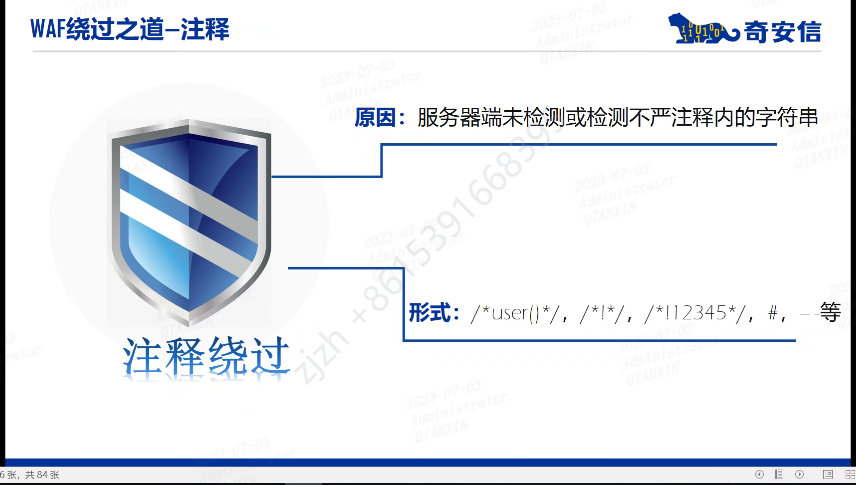 WAF绕过之道—注释
奇安信
原因：服务器端未检测或检测不严注释内的字符串
形式：/*user()*/，/*!*/，/*!12345*/，#，-- -等
注释绕过
2023-07-03
Administrator
QIANXIN
6 张，共 84 张